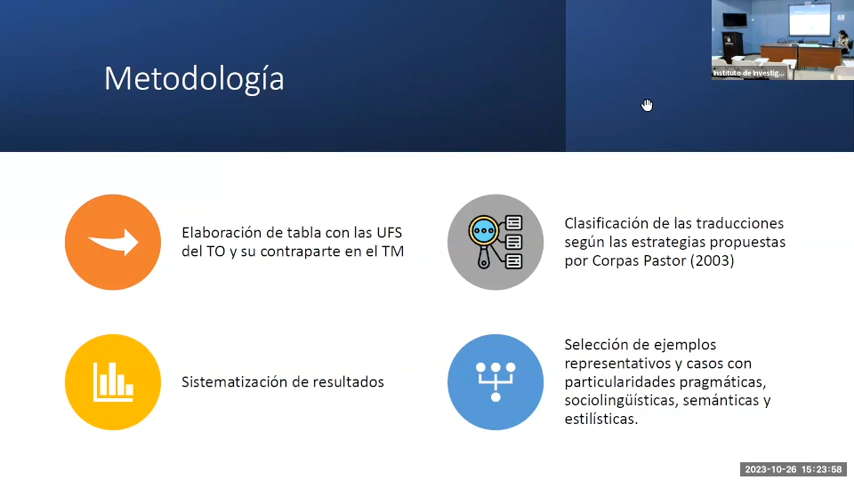 Metodología
Instituto de Investig...
Elaboración de tabla con las UFS
del TO y su contraparte en el TM
Clasificación de las traducciones
según las estrategias propuestas
por Corpas Pastor (2003)
Sistematización de resultados
Selección de ejemplos
representativos y casos con
particularidades pragmáticas,
sociolingüísticas, semánticas y
estilísticas.
2023-10-26 15:23:58